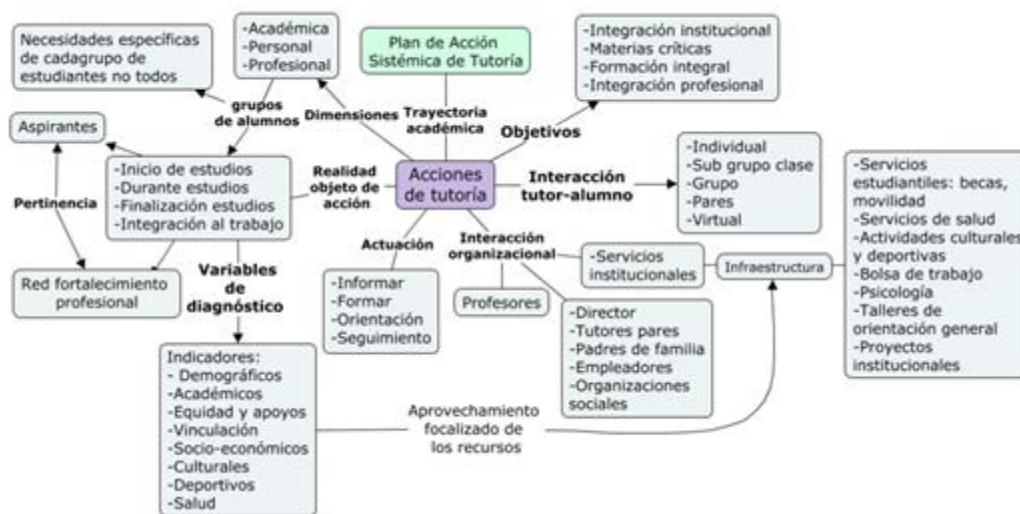 Necesidades específicas
de cadagrupo de
estudiantes no todos
-Académica
-Personal
-Profesional
Plan de Acción
Sistémica de Tutoría
-Integración institucional
-Materias críticas
-Formación integral
-Integración profesional
grupos
de alumnos
Dimensiones
Trayectoria
académica
Objetivos
Aspirantes
-Inicio de estudios
-Durante estudios
-Finalización estudios
-Integración al trabajo
Realidad
objeto de
acción
Acciones
de tutoría
Interacción
tutor-alumno
-Individual
-Sub grupo clase
-Grupo
-Pares
-Virtual
-Servicios
estudiantiles: becas,
movilidad
-Servicios de salud
-Actividades culturales
y deportivas
-Bolsa de trabajo
-Psicología
-Talleres de
orientación general
-Proyectos
institucionales
Pertinencia
Red fortalecimiento
profesional
Variables
de
diagnóstico
Actuación
-Informar
-Formar
-Orientación
-Seguimiento
Interacción
organizacional
Profesores
-Servicios
institucionales
Infraestructura
-Director
-Tutores pares
-Padres de familia
-Empleadores
-Organizaciones
sociales
Indicadores:
- Demográficos
-Académicos
-Equidad y apoyos
-Vinculación
-Socio-económicos
-Culturales
-Deportivos
-Salud
Aprovechamiento
focalizado de
los recursos